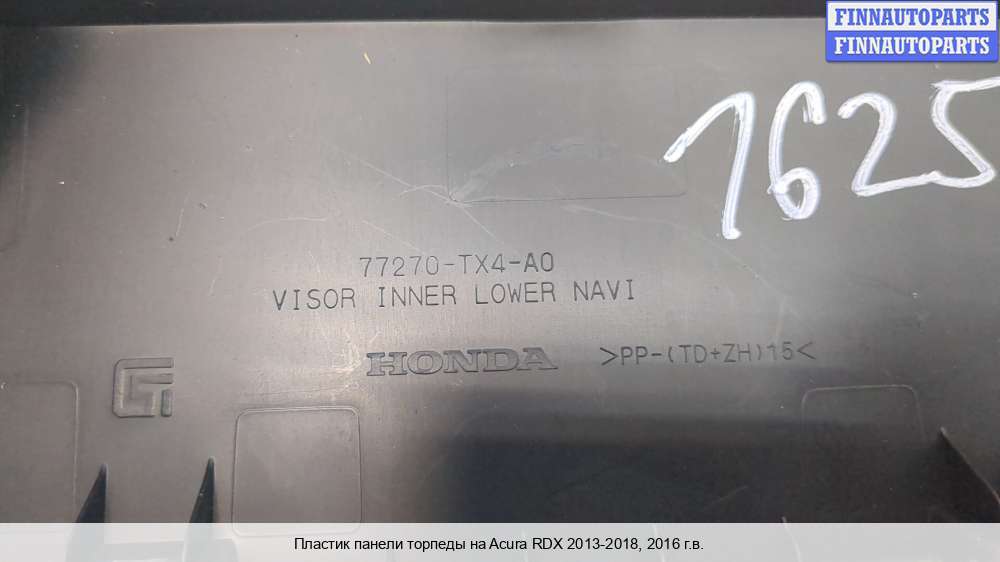 FINNAUTOPARTS
FINNAUTOPARTS
1625
77270-TX4-A0
VISOR INNER LOWER NAVI
HONDA >PP-(TD+ZH)15<
Пластик панели торпеды на Acura RDX 2013-2018, 2016 г.в.